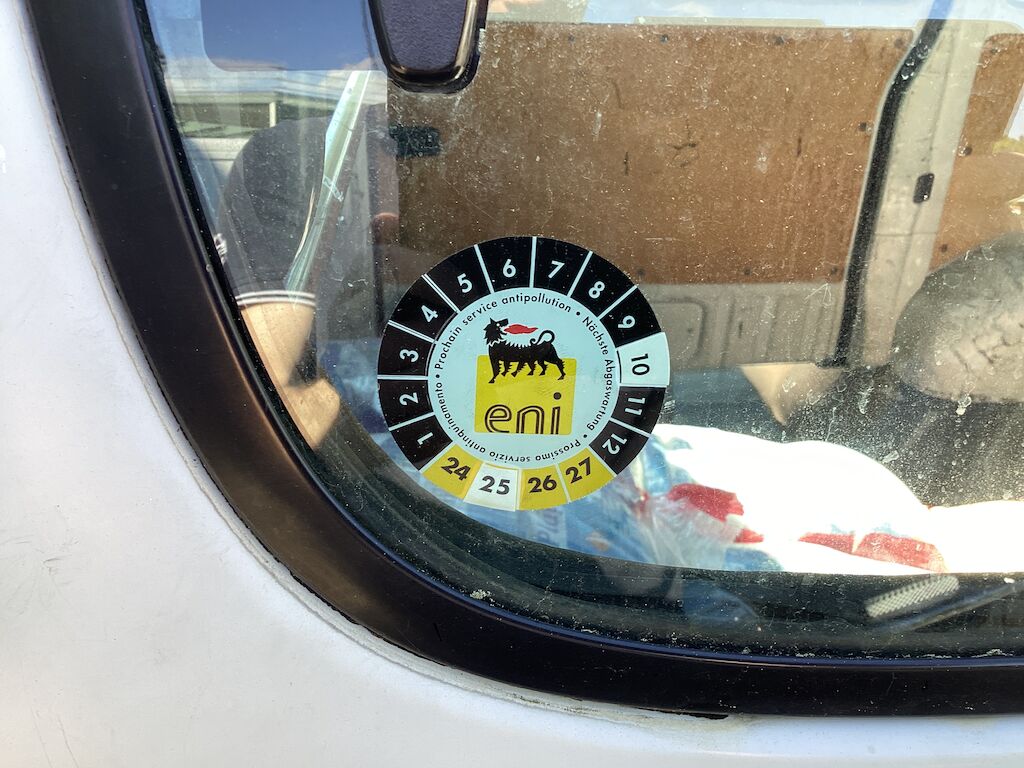 1 2 3 4 5 6 7 8 9 10 11 12
Prochain service antipollution • Nächste Abgaswartung • Prossimo servizio antinquinamento •
eni
24 25 26 27